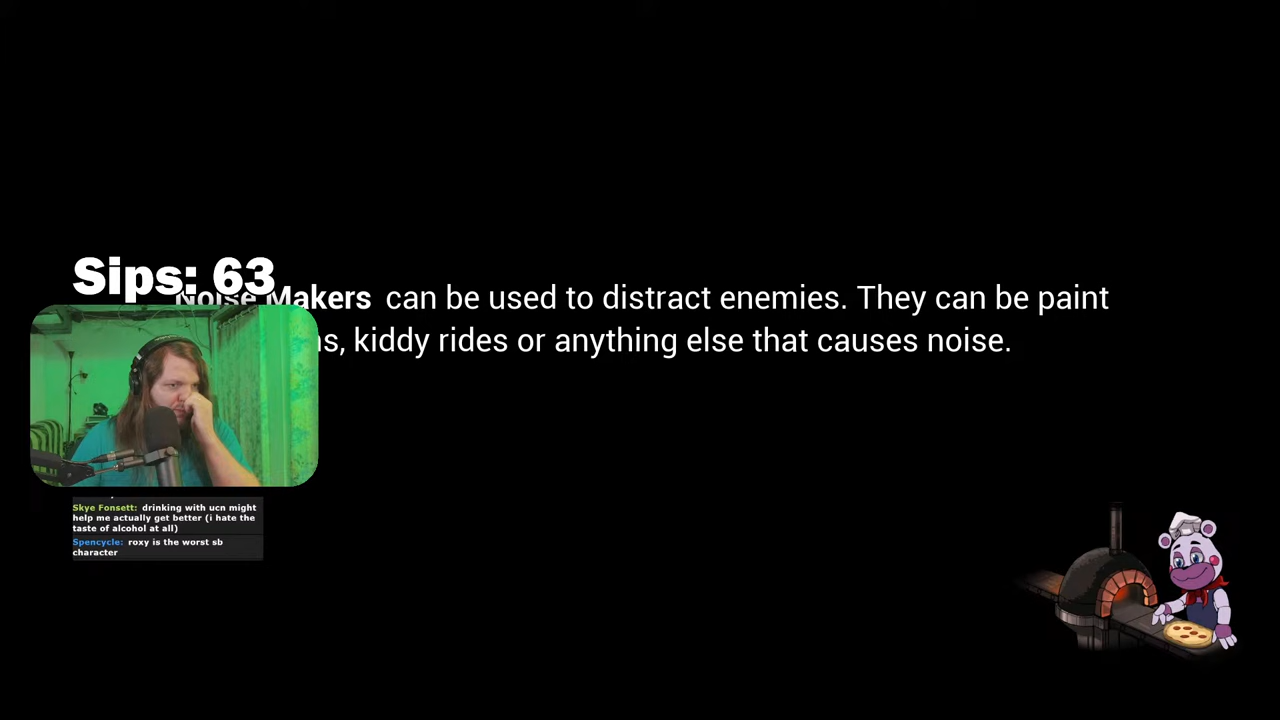 Sips: 63
Noise Makers can be used to distract enemies. They can be paint
ns, kiddy rides or anything else that causes noise.
Skye Fonsett: drinking with ucn might
help me actually get better (i hate the
taste of alcohol at all)
Spencycle: roxy is the worst sb
character